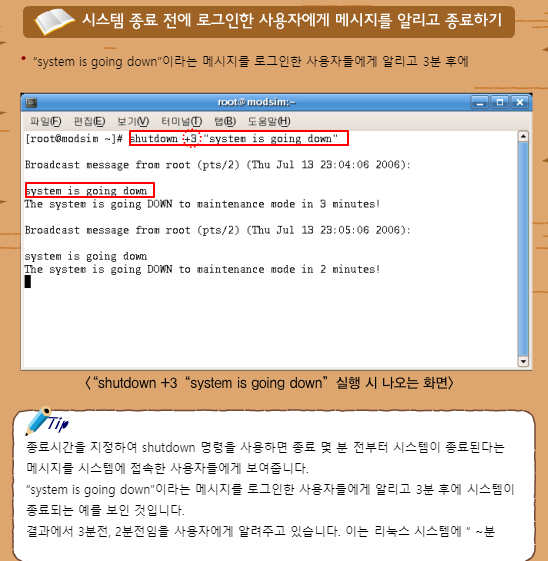 시스템 종료 전에 로그인한 사용자에게 메시지를 알리고 종료하기
• "system is going down"이라는 메시지를 로그인한 사용자들에게 알리고 3분 후에
root@modsim:~
파일(F) 편집(E) 보기(V) 터미널(T) 탭(B) 도움말(H)
[root@modsim ~]# shutdown +3 "system is going down"
Broadcast message from root (pts/2) (Thu Jul 13 23:04:06 2006):
system is going down
The system is going DOWN to maintenance mode in 3 minutes!
Broadcast message from root (pts/2) (Thu Jul 13 23:05:06 2006):
system is going down
The system is going DOWN to maintenance mode in 2 minutes!
〈“shutdown +3 “system is going down” 실행 시 나오는 화면〉
Tip
종료시간을 지정하여 shutdown 명령을 사용하면 종료 몇 분 전부터 시스템이 종료된다는
메시지를 시스템에 접속한 사용자들에게 보여줍니다.
"system is going down"이라는 메시지를 로그인한 사용자들에게 알리고 3분 후에 시스템이
종료되는 예를 보인 것입니다.
결과에서 3분전, 2분전임을 사용자에게 알려주고 있습니다. 이는 리눅스 시스템에 " ~분